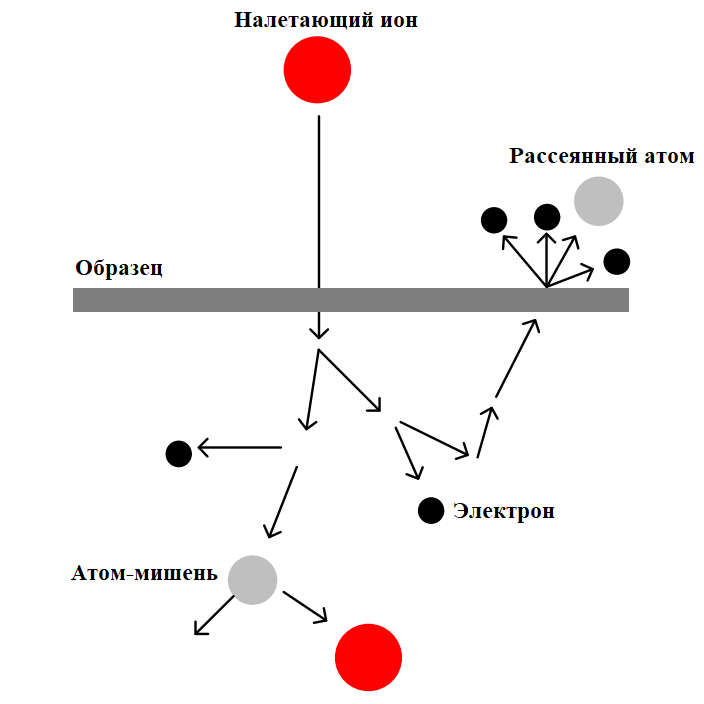 Налетающий ион
Рассеянный атом
Образец
Электрон
Атом-мишень